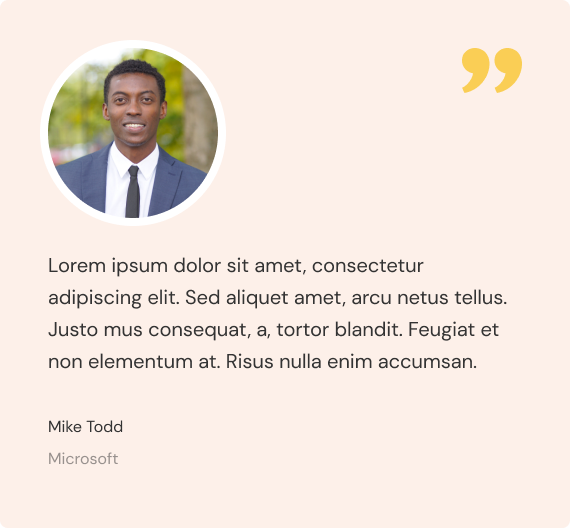 ”
Lorem ipsum dolor sit amet, consectetur
adipiscing elit. Sed aliquet amet, arcu netus tellus.
Justo mus consequat, a, tortor blandit. Feugiat et
non elementum at. Risus nulla enim accumsan.
Mike Todd
Microsoft